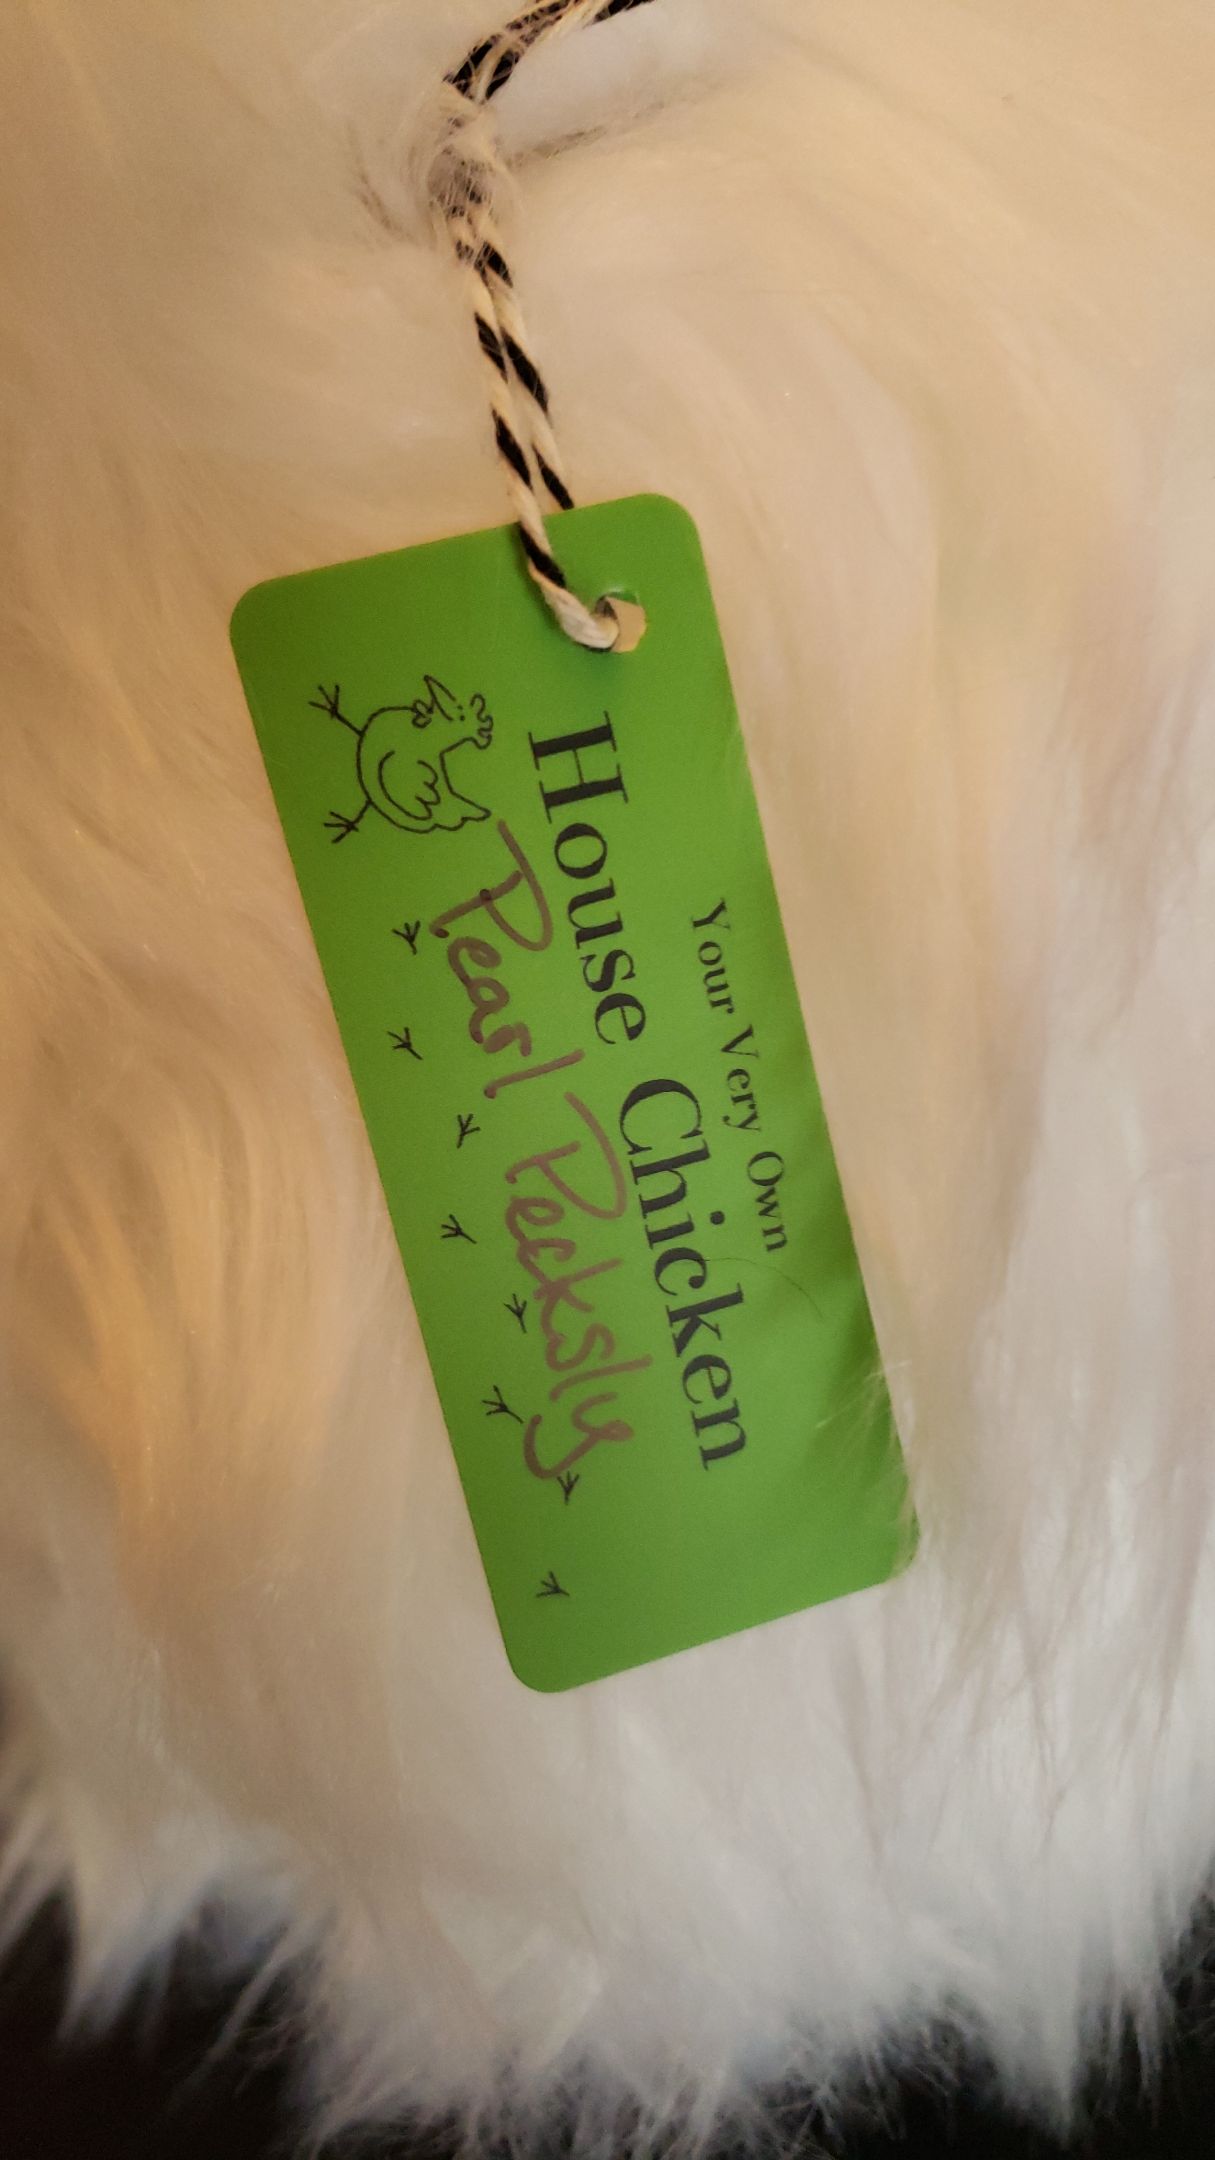 Your Very Own
House Chicken
Pearl Pecksly